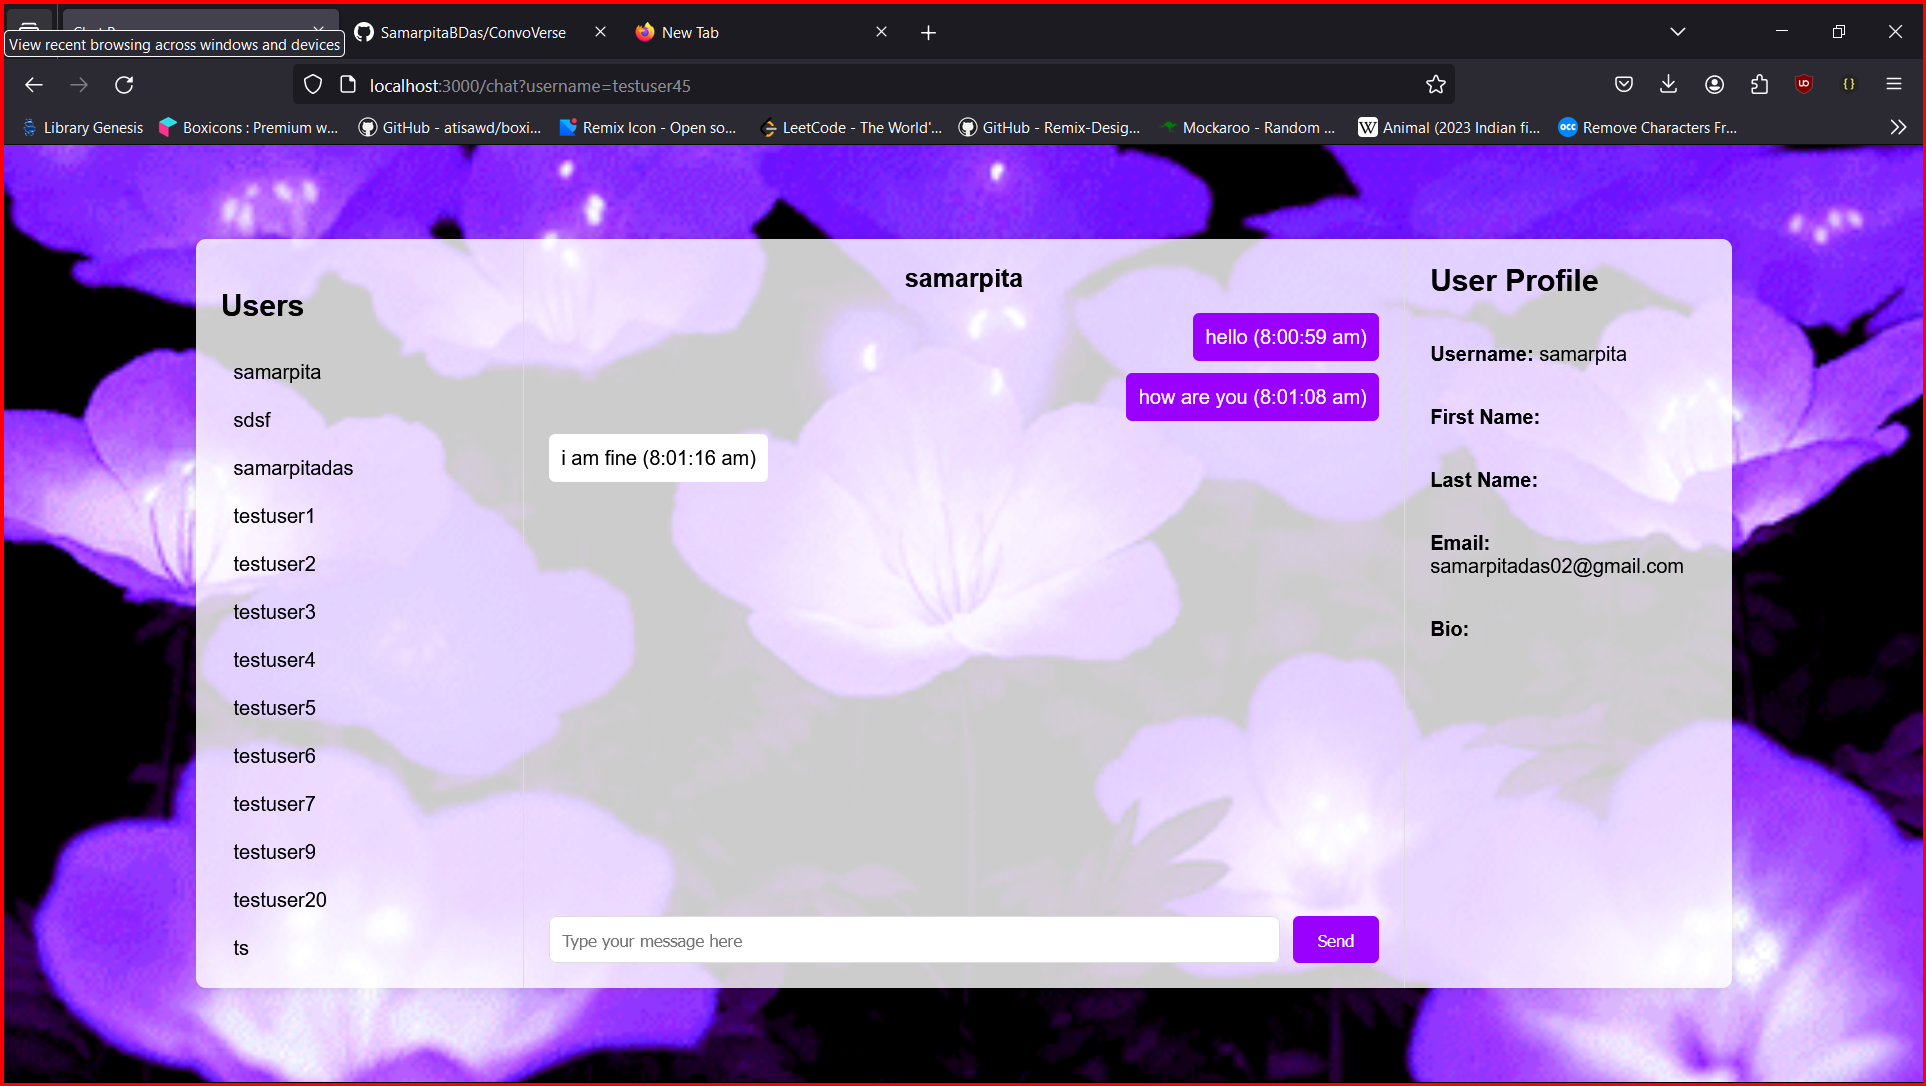 View recent browsing across windows and devices
SamarpitaBDas/ConvoVerse
New Tab
localhost:3000/chat?username=testuser45
Library Genesis
Boxicons : Premium w...
GitHub - atisawd/boxi...
Remix Icon - Open so...
LeetCode - The World'...
GitHub - Remix-Desig...
Mockaroo - Random ...
Animal (2023 Indian fi...
Remove Characters Fr...
Users
samarpita
sdsf
samarpitadas
testuser1
testuser2
testuser3
testuser4
testuser5
testuser6
testuser7
testuser9
testuser20
ts
samarpita
hello (8:00:59 am)
how are you (8:01:08 am)
i am fine (8:01:16 am)
Type your message here
Send
User Profile
Username: samarpita
First Name:
Last Name:
Email:
samarpitadas02@gmail.com
Bio: